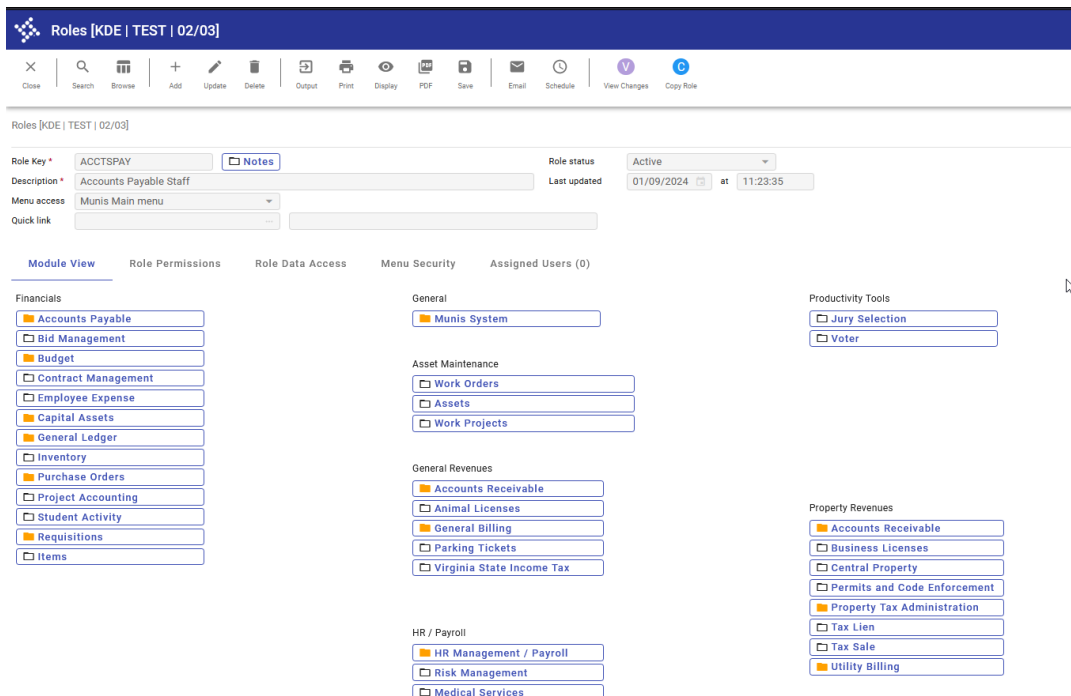 Roles [KDE | TEST | 02/03]
Close Search Browse Add Update Delete Output Print Display PDF Save Email Schedule V View Changes C Copy Role
Roles [KDE | TEST | 02/03]
Role Key * ACCTSPAY Notes Role status Active
Description * Accounts Payable Staff Last updated 01/09/2024 at 11:23:35
Menu access Munis Main menu
Quick link
Module View Role Permissions Role Data Access Menu Security Assigned Users (0)
Financials
Accounts Payable
Bid Management
Budget
Contract Management
Employee Expense
Capital Assets
General Ledger
Inventory
Purchase Orders
Project Accounting
Student Activity
Requisitions
Items
General
Munis System
Asset Maintenance
Work Orders
Assets
Work Projects
General Revenues
Accounts Receivable
Animal Licenses
General Billing
Parking Tickets
Virginia State Income Tax
HR / Payroll
HR Management / Payroll
Risk Management
Medical Services
Productivity Tools
Jury Selection
Voter
Property Revenues
Accounts Receivable
Business Licenses
Central Property
Permits and Code Enforcement
Property Tax Administration
Tax Lien
Tax Sale
Utility Billing